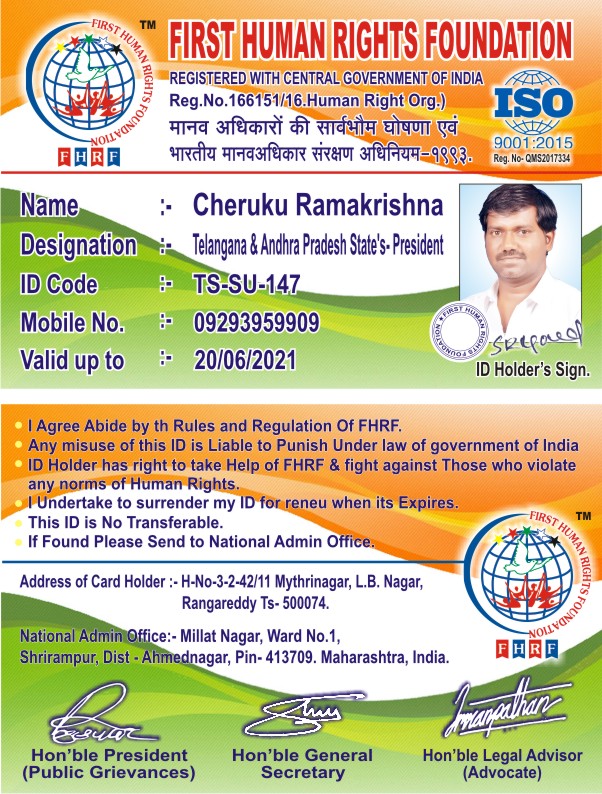 TM
FIRST HUMAN RIGHTS FOUNDATION
FIRST HUMAN RIGHTS FOUNDATION
FHRF
REGISTERED WITH CENTRAL GOVERNMENT OF INDIA
Reg.No.166151/16.Human Right Org.)
मानव अधिकारों की सार्वभौम घोषणा एवं
भारतीय मानवअधिकार संरक्षण अधिनियम–१९९३.
ISO
9001:2015
Reg. No- QMS2017334
Name :- Cheruku Ramakrishna
Designation :- Telangana & Andhra Pradesh State's- President
ID Code :- TS-SU-147
Mobile No. :- 09293959909
Valid up to :- 20/06/2021
FIRST HUMAN RIGHTS FOUNDATION
ID Holder's Sign.
I Agree Abide by th Rules and Regulation Of FHRF.
Any misuse of this ID is Liable to Punish Under law of government of India
ID Holder has right to take Help of FHRF & fight against Those who violate
any norms of Human Rights.
I Undertake to surrender my ID for reneu when its Expires.
This ID is No Transferable.
If Found Please Send to National Admin Office.
TM
FIRST HUMAN RIGHTS FOUNDATION
FHRF
Address of Card Holder :- H-No-3-2-42/11 Mythrinagar, L.B. Nagar,
Rangareddy Ts- 500074.
National Admin Office:- Millat Nagar, Ward No.1,
Shrirampur, Dist - Ahmednagar, Pin- 413709. Maharashtra, India.
Imranpathan
Hon'ble President
(Public Grievances)
Hon'ble General
Secretary
Hon'ble Legal Advisor
(Advocate)